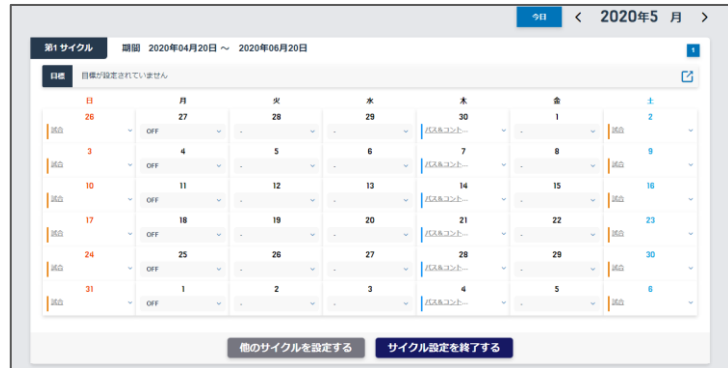 今日 < 2020年5 月 >
第1 サイクル 期間 2020年04月20日 ～ 2020年06月20日 1
目標 目標が設定されていません
日 月 火 水 木 金 土
26 27 28 29 30 1 2
試合 OFF - - パス&コント... - 試合
3 4 5 6 7 8 9
試合 OFF - - パス&コント... - 試合
10 11 12 13 14 15 16
試合 OFF - - パス&コント... - 試合
17 18 19 20 21 22 23
試合 OFF - - パス&コント... - 試合
24 25 26 27 28 29 30
試合 OFF - - パス&コント... - 試合
31 1 2 3 4 5 6
試合 OFF - - パス&コント... - 試合
他のサイクルを設定する サイクル設定を終了する